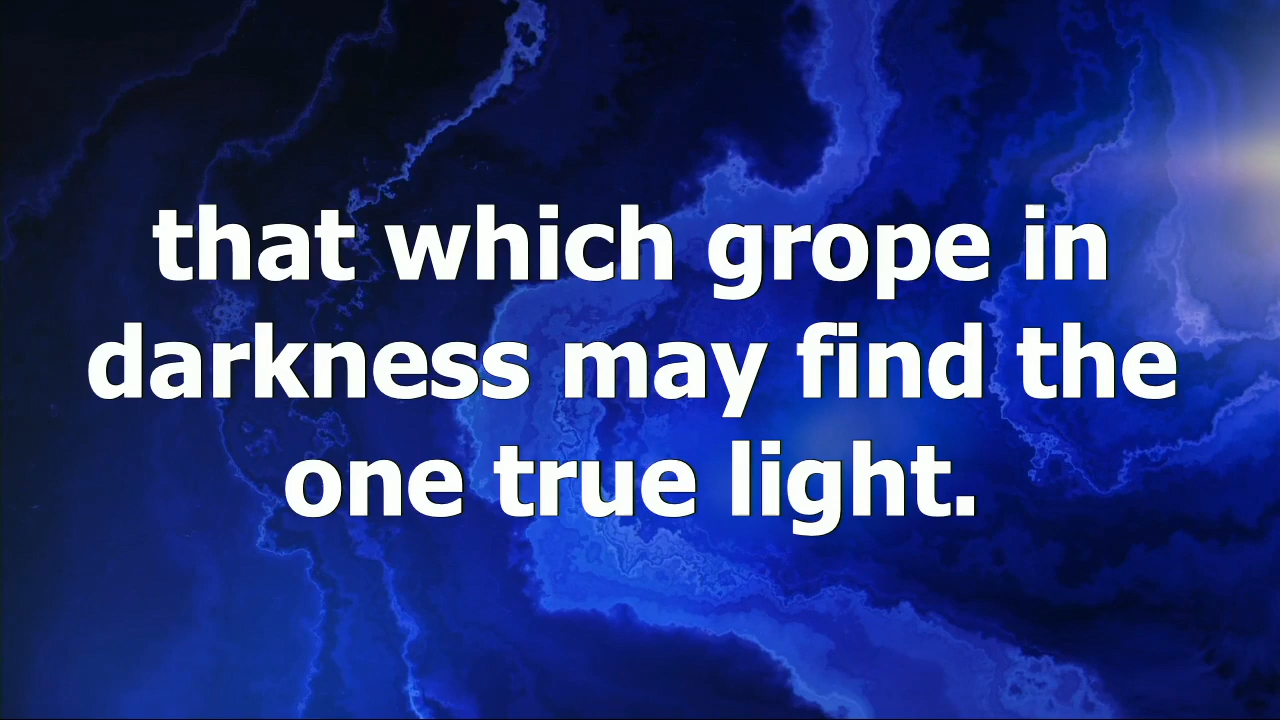 that which grope in
darkness may find the
one true light.